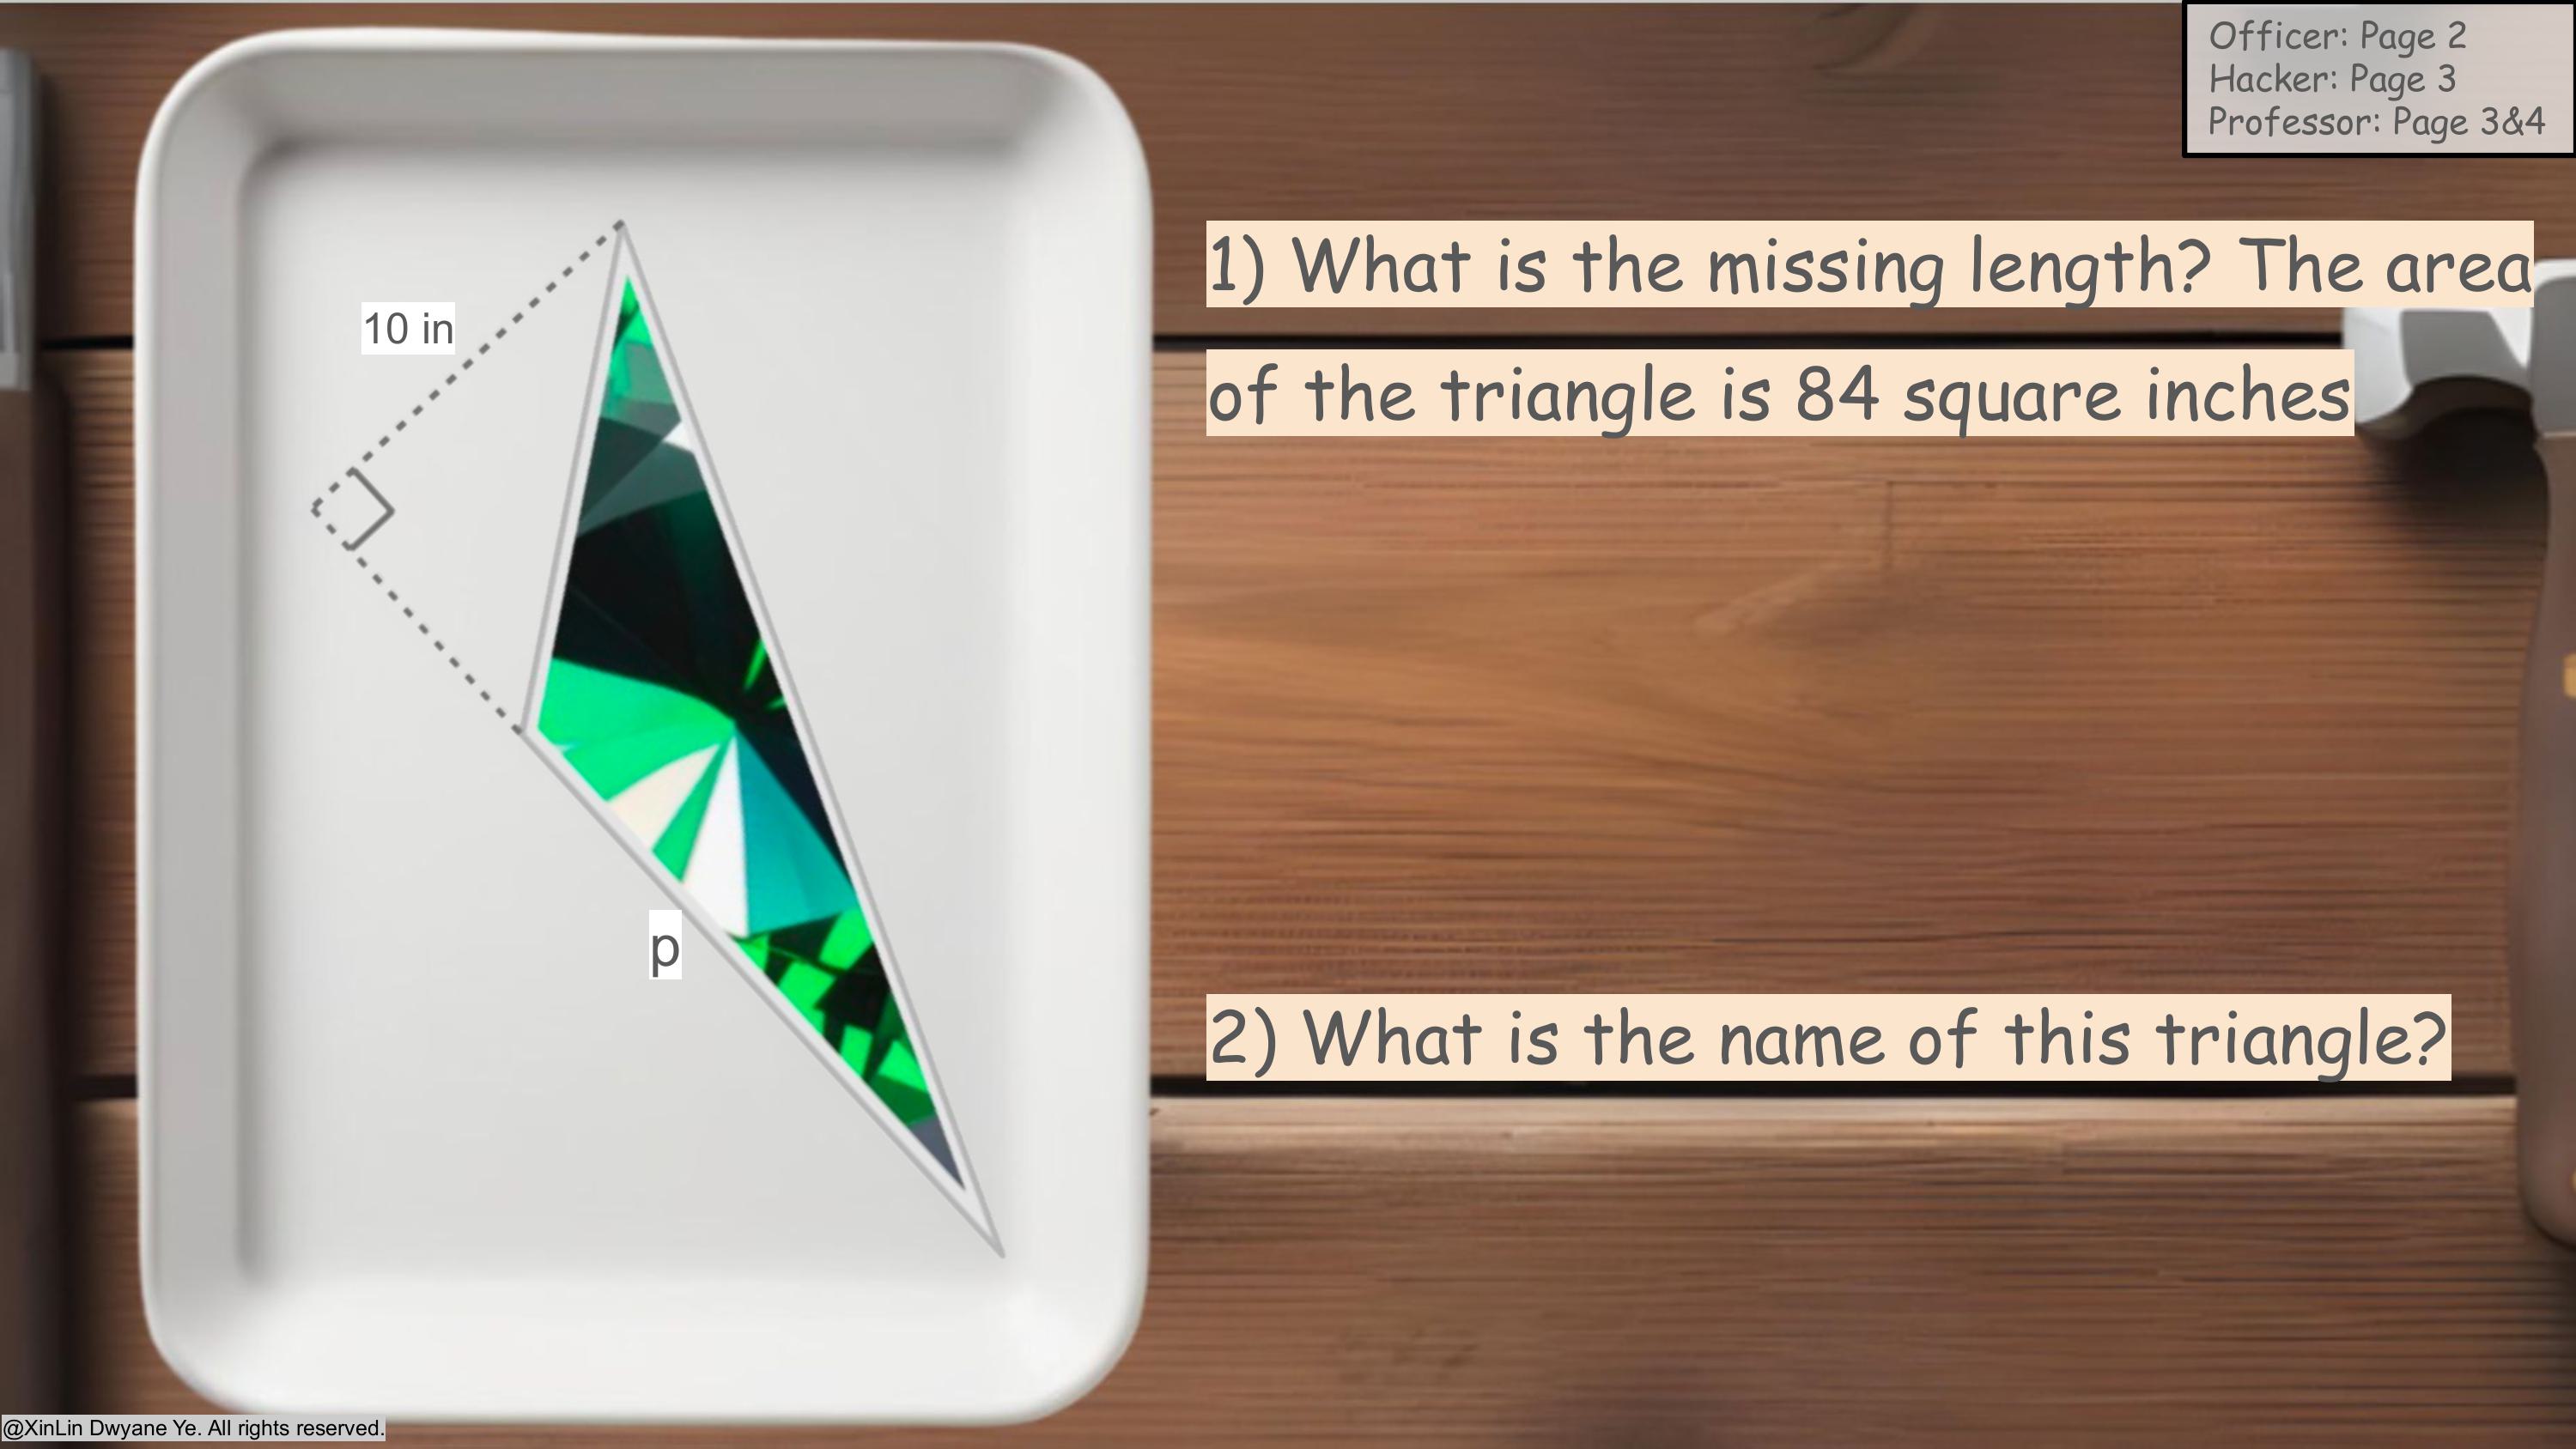 Officer: Page 2
Hacker: Page 3
Professor: Page 3&4
10 in
1) What is the missing length? The area
of the triangle is 84 square inches
p
2) What is the name of this triangle?
@XinLin Dwyane Ye. All rights reserved.